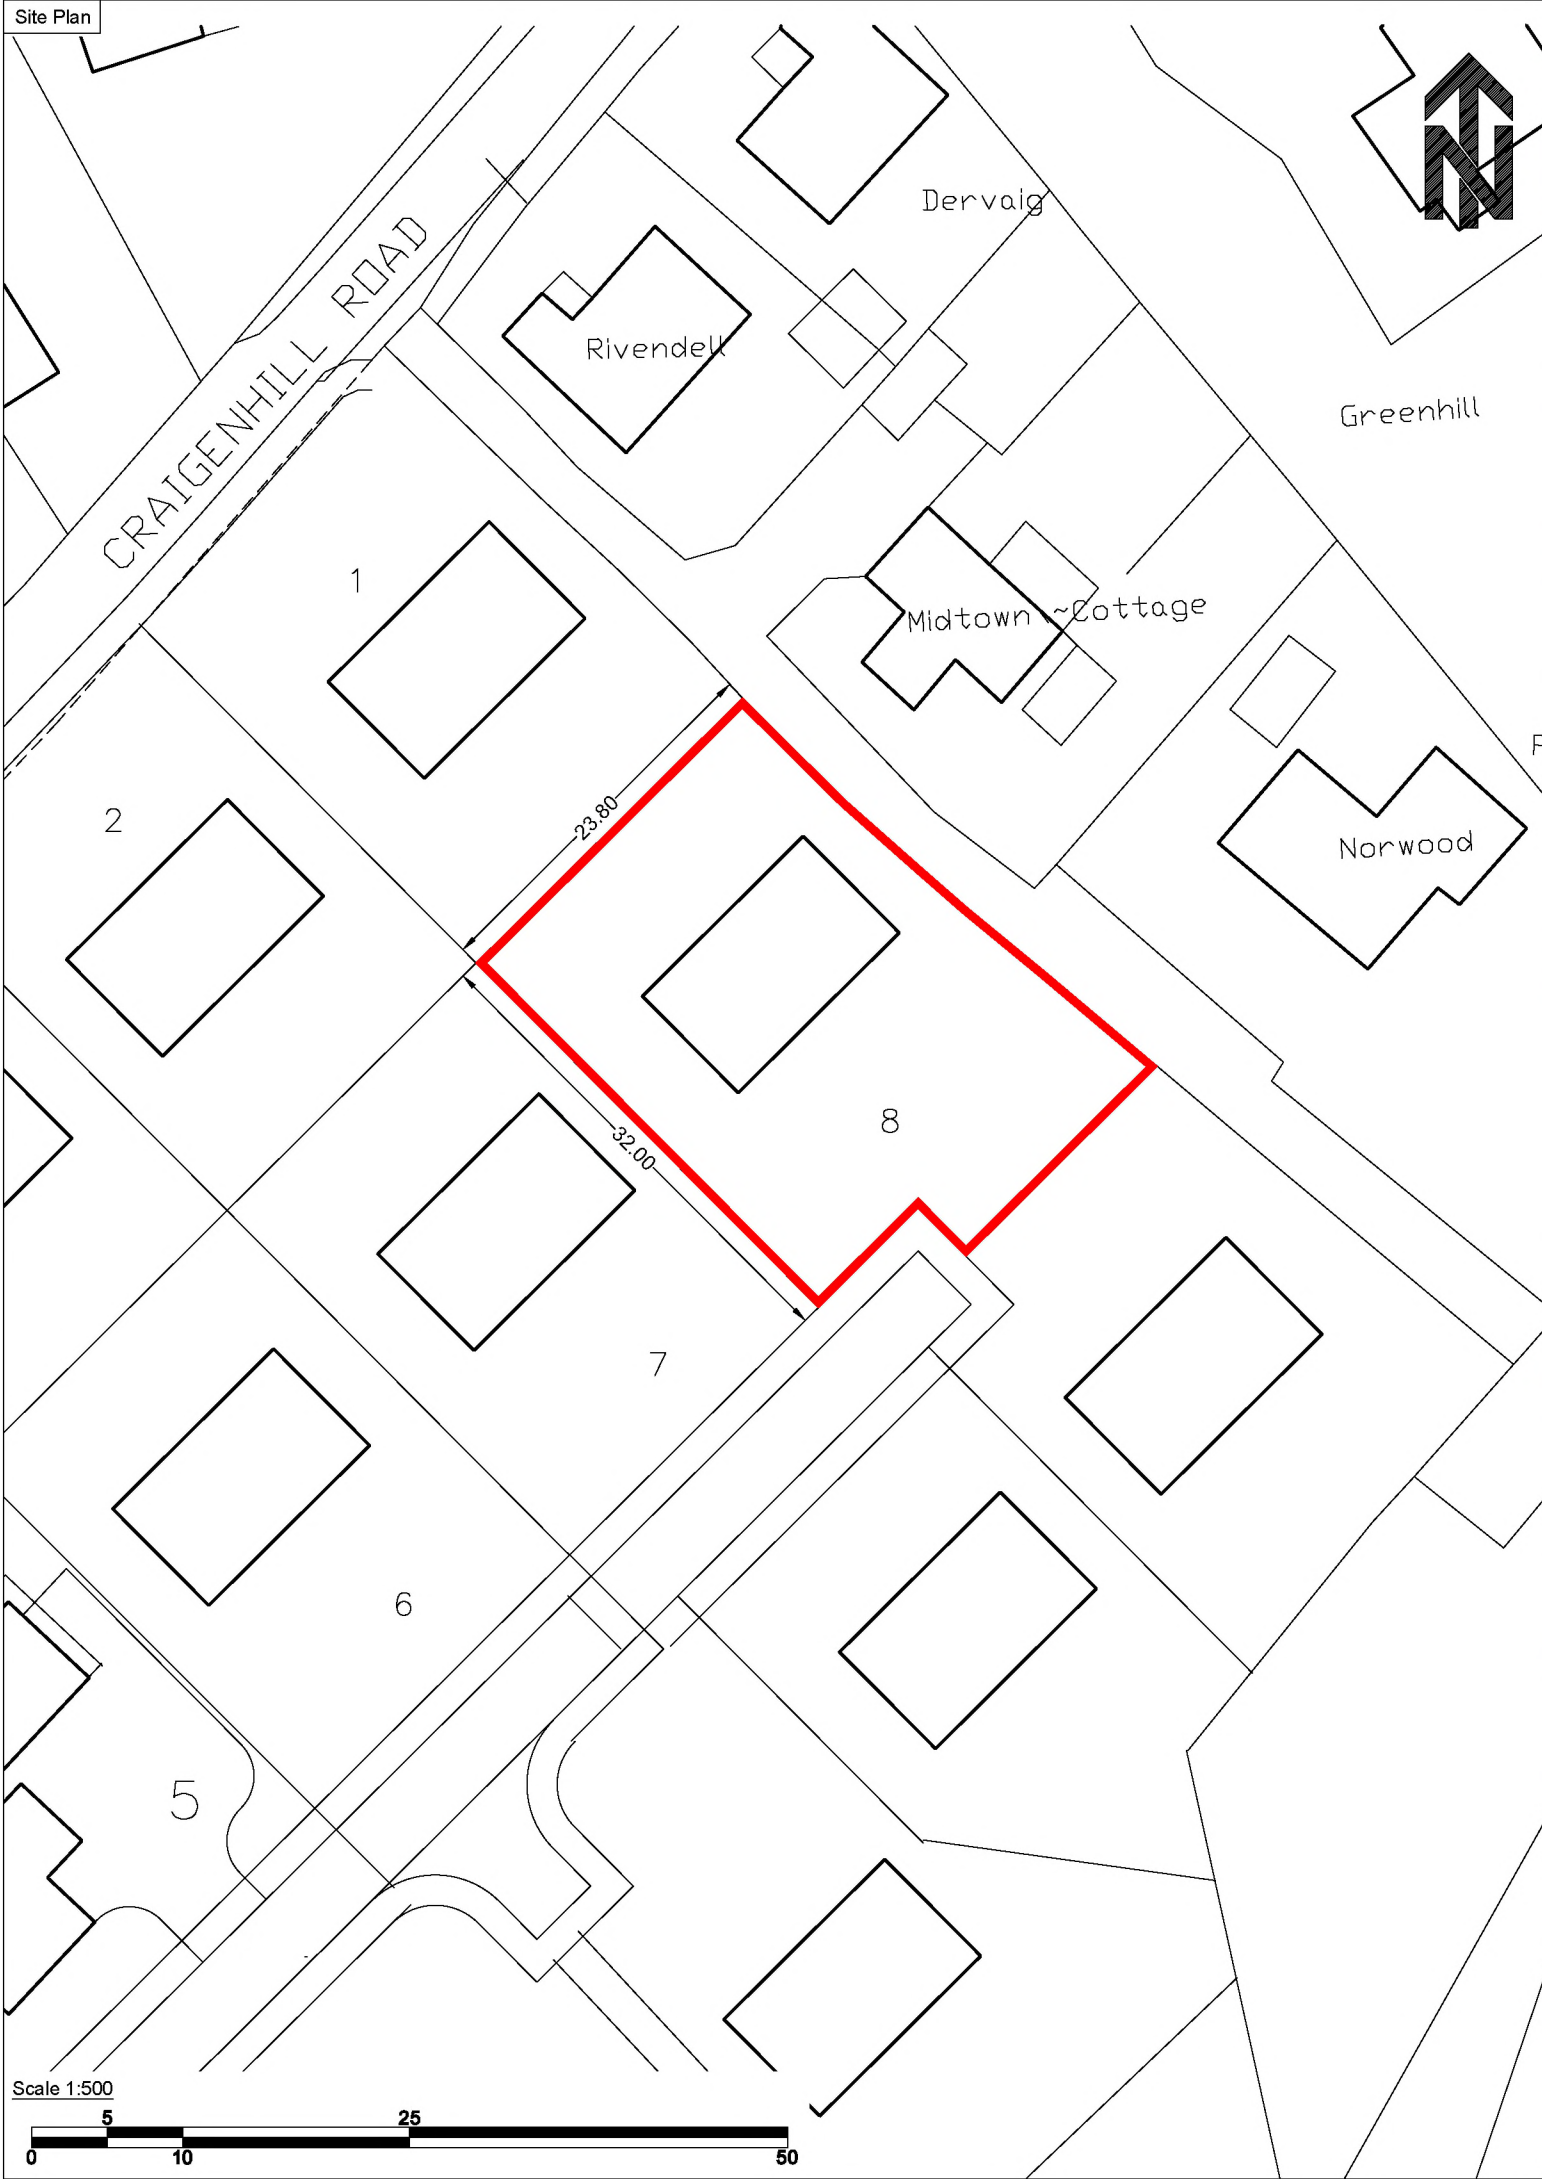 Site Plan
Dervaig
CRAIGENHILL ROAD
Rivendell
Greenhill
1
Midtown ~Cottage
2
23.80
Norwood
8
32.00
7
6
5
Scale 1:500
5 25
0 10 50
N